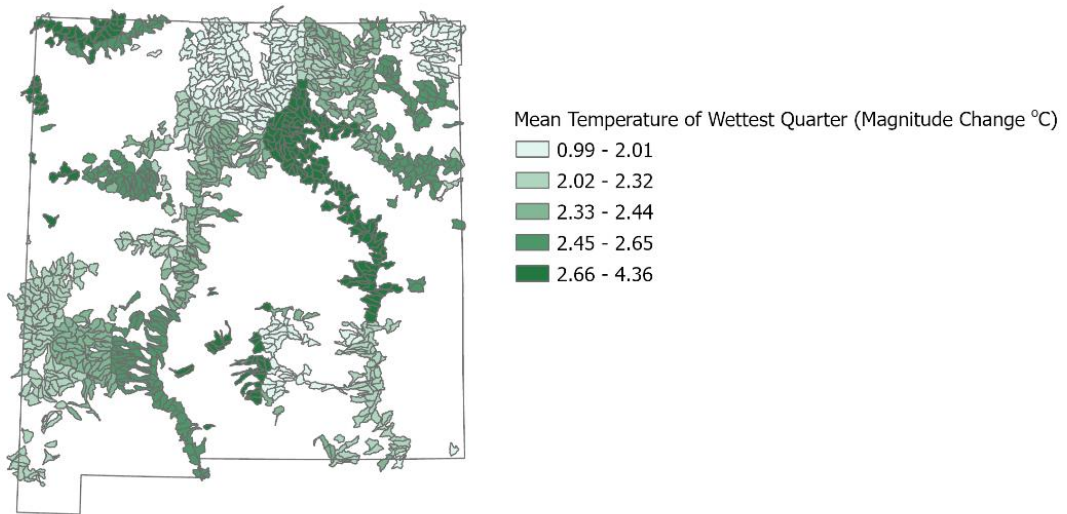 Mean Temperature of Wettest Quarter (Magnitude Change °C)
0.99 - 2.01
2.02 - 2.32
2.33 - 2.44
2.45 - 2.65
2.66 - 4.36